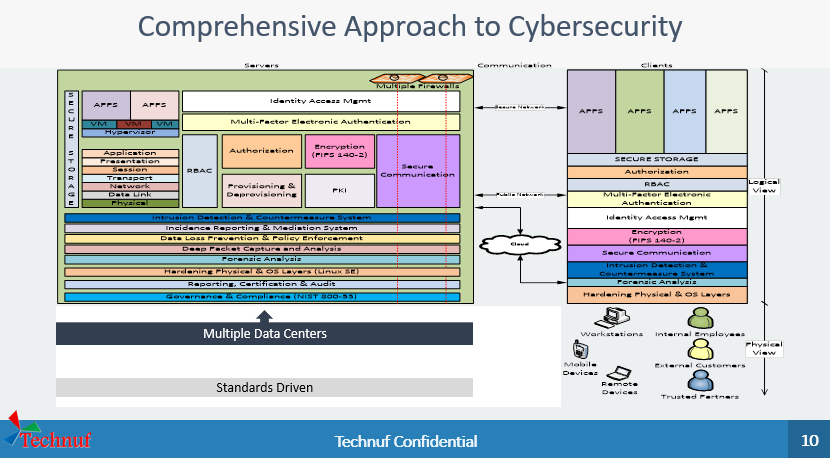 Comprehensive Approach to Cybersecurity
Servers
Communication
Clients
Multiple Firewalls
SECURE STORAGE
APPS
APPS
VM
VM
VM
Hypervisor
Application
Presentation
Session
Transport
Network
Data Link
Physical
Identity Access Mgmt
Multi-Factor Electronic Authentication
RBAC
Authorization
Encryption
(FIPS 140-2)
Provisioning &
Deprovisioning
PKI
Secure
Communication
Intrusion Detection & Countermeasure System
Incidence Reporting & Mediation System
Data Loss Prevention & Policy Enforcement
Deep Packet Capture and Analysis
Forensic Analysis
Hardening Physical & OS Layers (Linux SE)
Reporting, Certification & Audit
Governance & Compliance (NIST 800-53)
Multiple Data Centers
Standards Driven
Secure Network
Public Network
Cloud
APPS
APPS
APPS
APPS
SECURE STORAGE
Authorization
RBAC
Multi-Factor Electronic
Authentication
Identity Access Mgmt
Encryption
(FIPS 140-2)
Secure Communication
Intrusion Detection &
Countermeasure System
Forensic Analysis
Hardening Physical & OS Layers
Logical
View
Workstations
Internal Employees
Mobile
Devices
External Customers
Remote
Devices
Trusted Partners
Physical
View
Technuf
Technuf Confidential
10